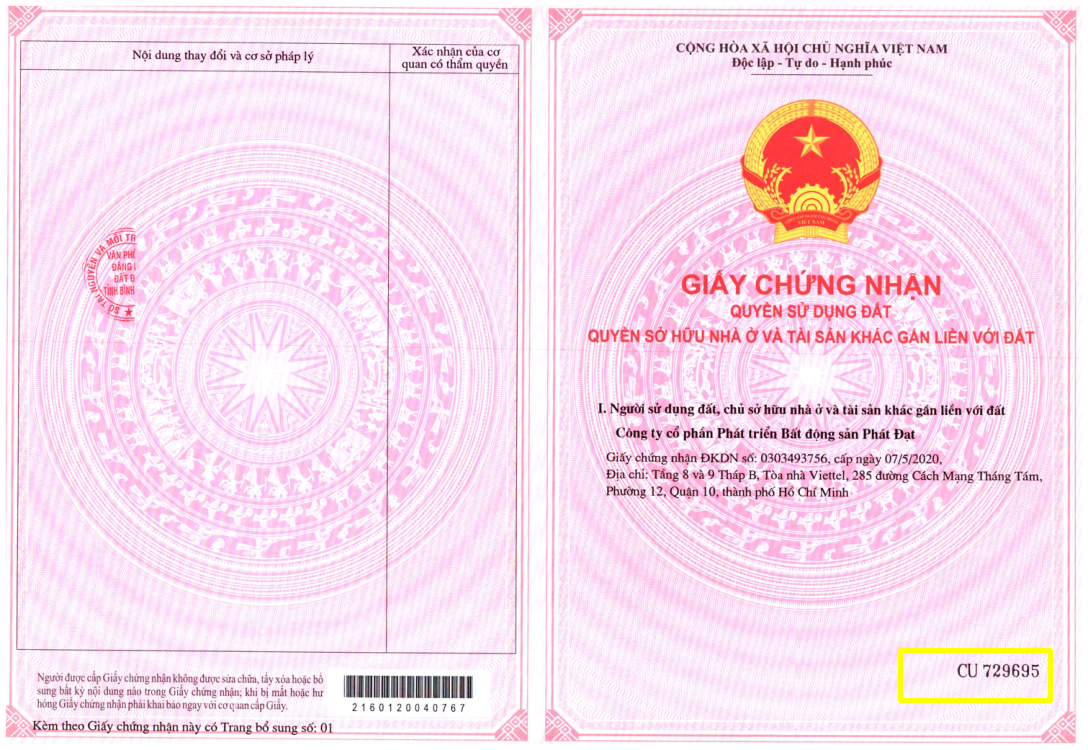 Nội dung thay đổi và cơ sở pháp lý
Xác nhận của cơ
quan có thẩm quyền
SỞ TÀI NGUYÊN VÀ MÔI TR
VĂN PHÒ
ĐĂNG
ĐẤT Đ
TỈNH BÌNH
Người được cấp Giấy chứng nhận không được sửa chữa, tẩy xóa hoặc bổ
sung bất kỳ nội dung nào trong Giấy chứng nhận; khi bị mất hoặc hư
hỏng Giấy chứng nhận phải khai báo ngay với cơ quan cấp Giấy.
2160120040767
Kèm theo Giấy chứng nhận này có Trang bổ sung số: 01
CỘNG HÒA XÃ HỘI CHỦ NGHĨA VIỆT NAM
Độc lập - Tự do - Hạnh phúc
VIỆT NAM
GIẤY CHỨNG NHẬN
QUYỀN SỬ DỤNG ĐẤT
QUYỀN SỞ HỮU NHÀ Ở VÀ TÀI SẢN KHÁC GẮN LIỀN VỚI ĐẤT
I. Người sử dụng đất, chủ sở hữu nhà ở và tài sản khác gắn liền với đất
Công ty cổ phần Phát triển Bất động sản Phát Đạt
Giấy chứng nhận ĐKDN số: 0303493756, cấp ngày 07/5/2020,
Địa chỉ: Tầng 8 và 9 Tháp B, Tòa nhà Viettel, 285 đường Cách Mạng Tháng Tám,
Phường 12, Quận 10, thành phố Hồ Chí Minh
CU 729695